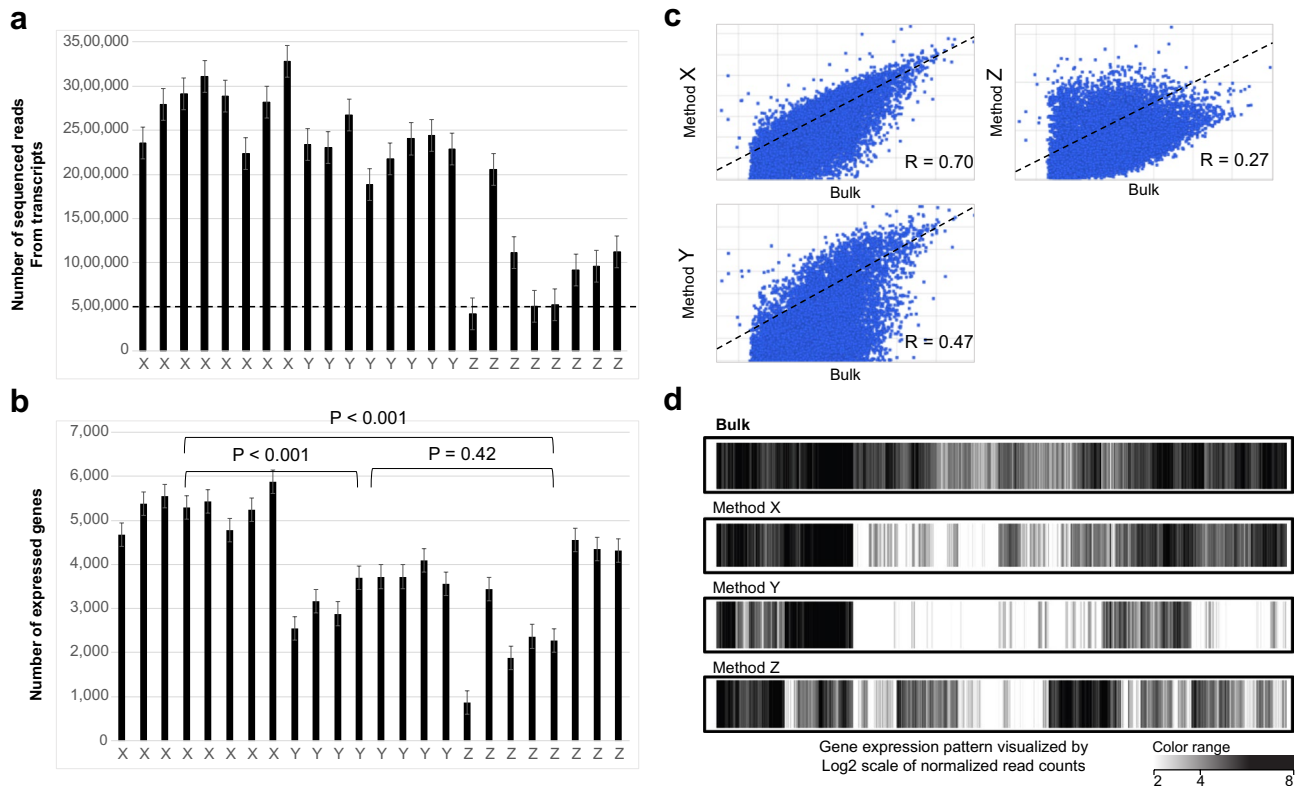 a
Number of sequenced reads
From transcripts
35,00,000
30,00,000
25,00,000
20,00,000
15,00,000
10,00,000
5,00,000
0
X X X X X X X X Y Y Y Y Y Y Y Y Z Z Z Z Z Z Z Z
b
P < 0.001
P < 0.001
P = 0.42
Number of expressed genes
7,000
6,000
5,000
4,000
3,000
2,000
1,000
0
X X X X X X X X Y Y Y Y Y Y Y Y Z Z Z Z Z Z Z Z
c
Method X
R = 0.70
Bulk
Method Z
R = 0.27
Bulk
Method Y
R = 0.47
Bulk
d
Bulk
Method X
Method Y
Method Z
Gene expression pattern visualized by
Log2 scale of normalized read counts
Color range
2 4 8